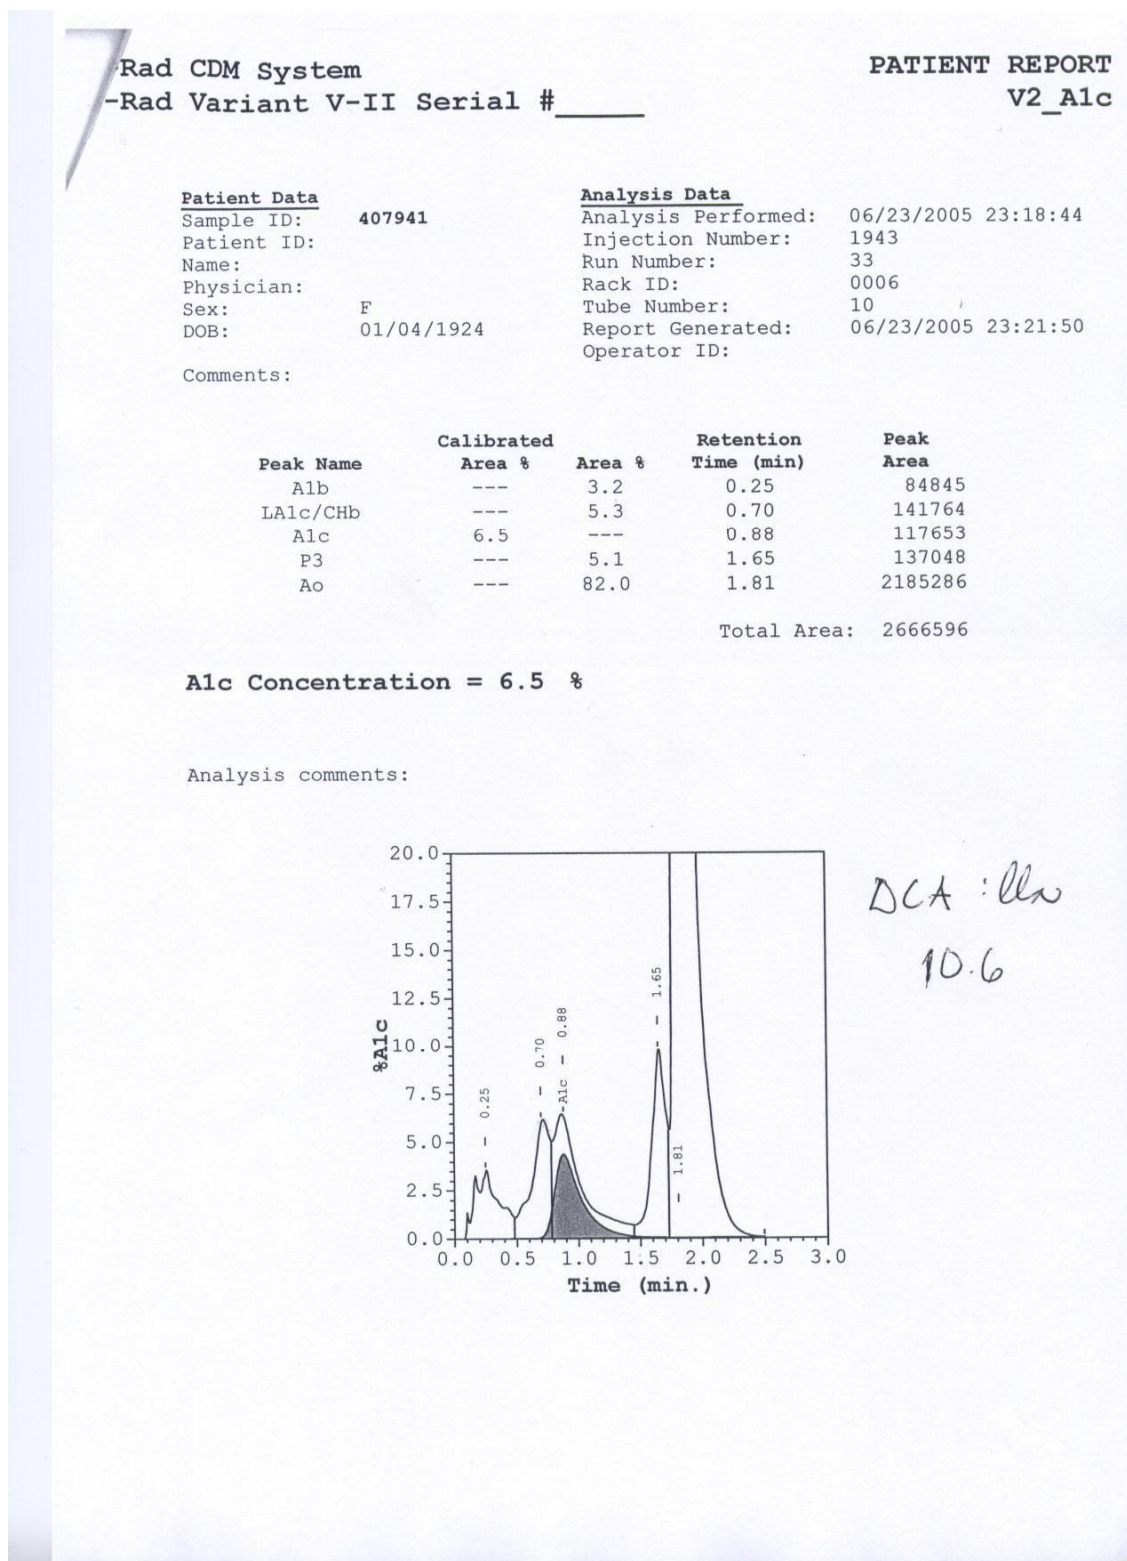 Rad CDM System
-Rad Variant V-II Serial #_____
PATIENT REPORT
V2_A1c
Patient Data
Sample ID: 407941
Patient ID:
Name:
Physician:
Sex: F
DOB: 01/04/1924
Comments:
Analysis Data
Analysis Performed: 06/23/2005 23:18:44
Injection Number: 1943
Run Number: 33
Rack ID: 0006
Tube Number: 10
Report Generated: 06/23/2005 23:21:50
Operator ID:
Calibrated Retention Peak
Peak Name Area % Area % Time (min) Area
A1b --- 3.2 0.25 84845
LA1c/CHb --- 5.3 0.70 141764
A1c 6.5 --- 0.88 117653
P3 --- 5.1 1.65 137048
Ao --- 82.0 1.81 2185286
Total Area: 2666596
A1c Concentration = 6.5 %
Analysis comments:
20.0
17.5
15.0
12.5
10.0
7.5
5.0
2.5
0.0
%A1c
0.25
0.70
A1c - 0.88
1.65
1.81
0.0 0.5 1.0 1.5 2.0 2.5 3.0
Time (min.)
DCA :
10.6